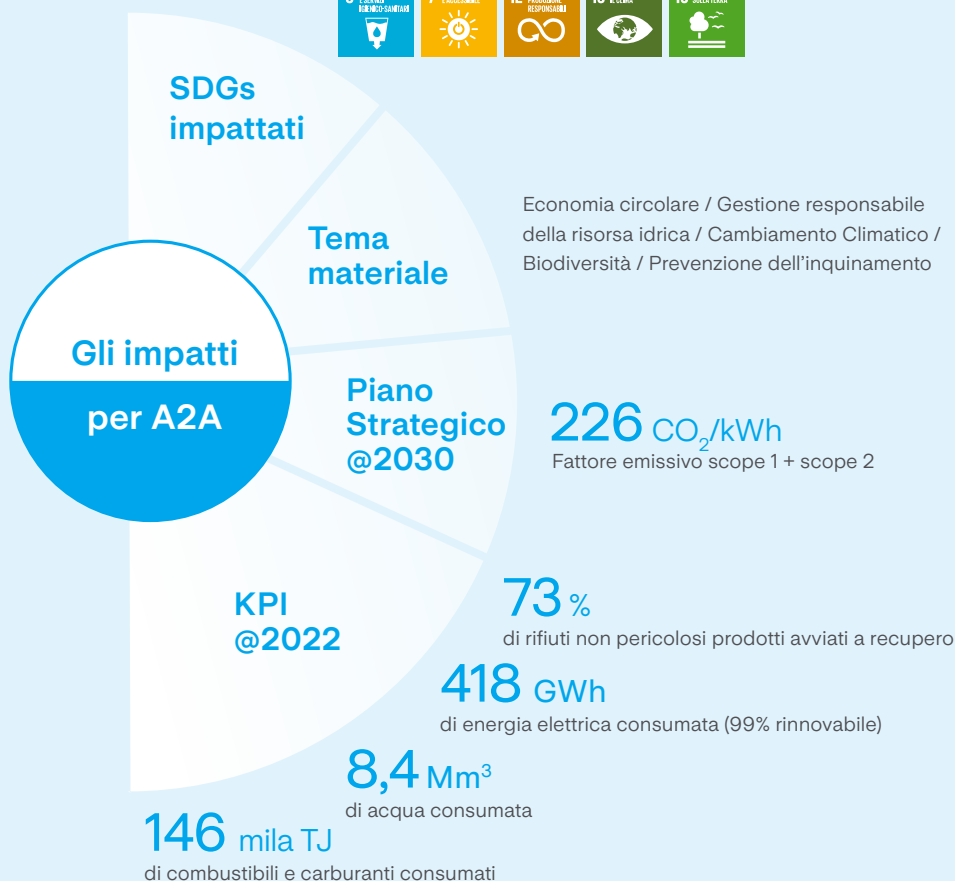 IGIENICO-SANITARI
RESPONSABILI
SDGs
impattati
Tema
materiale
Economia circolare / Gestione responsabile
della risorsa idrica / Cambiamento Climatico /
Biodiversità / Prevenzione dell'inquinamento
Gli impatti
per A2A
Piano
Strategico
@2030
226 CO₂/kWh
Fattore emissivo scope 1 + scope 2
KPI
@2022
73 %
di rifiuti non pericolosi prodotti avviati a recupero
418 GWh
di energia elettrica consumata (99% rinnovabile)
8,4 Mm³
di acqua consumata
146 mila TJ
di combustibili e carburanti consumati